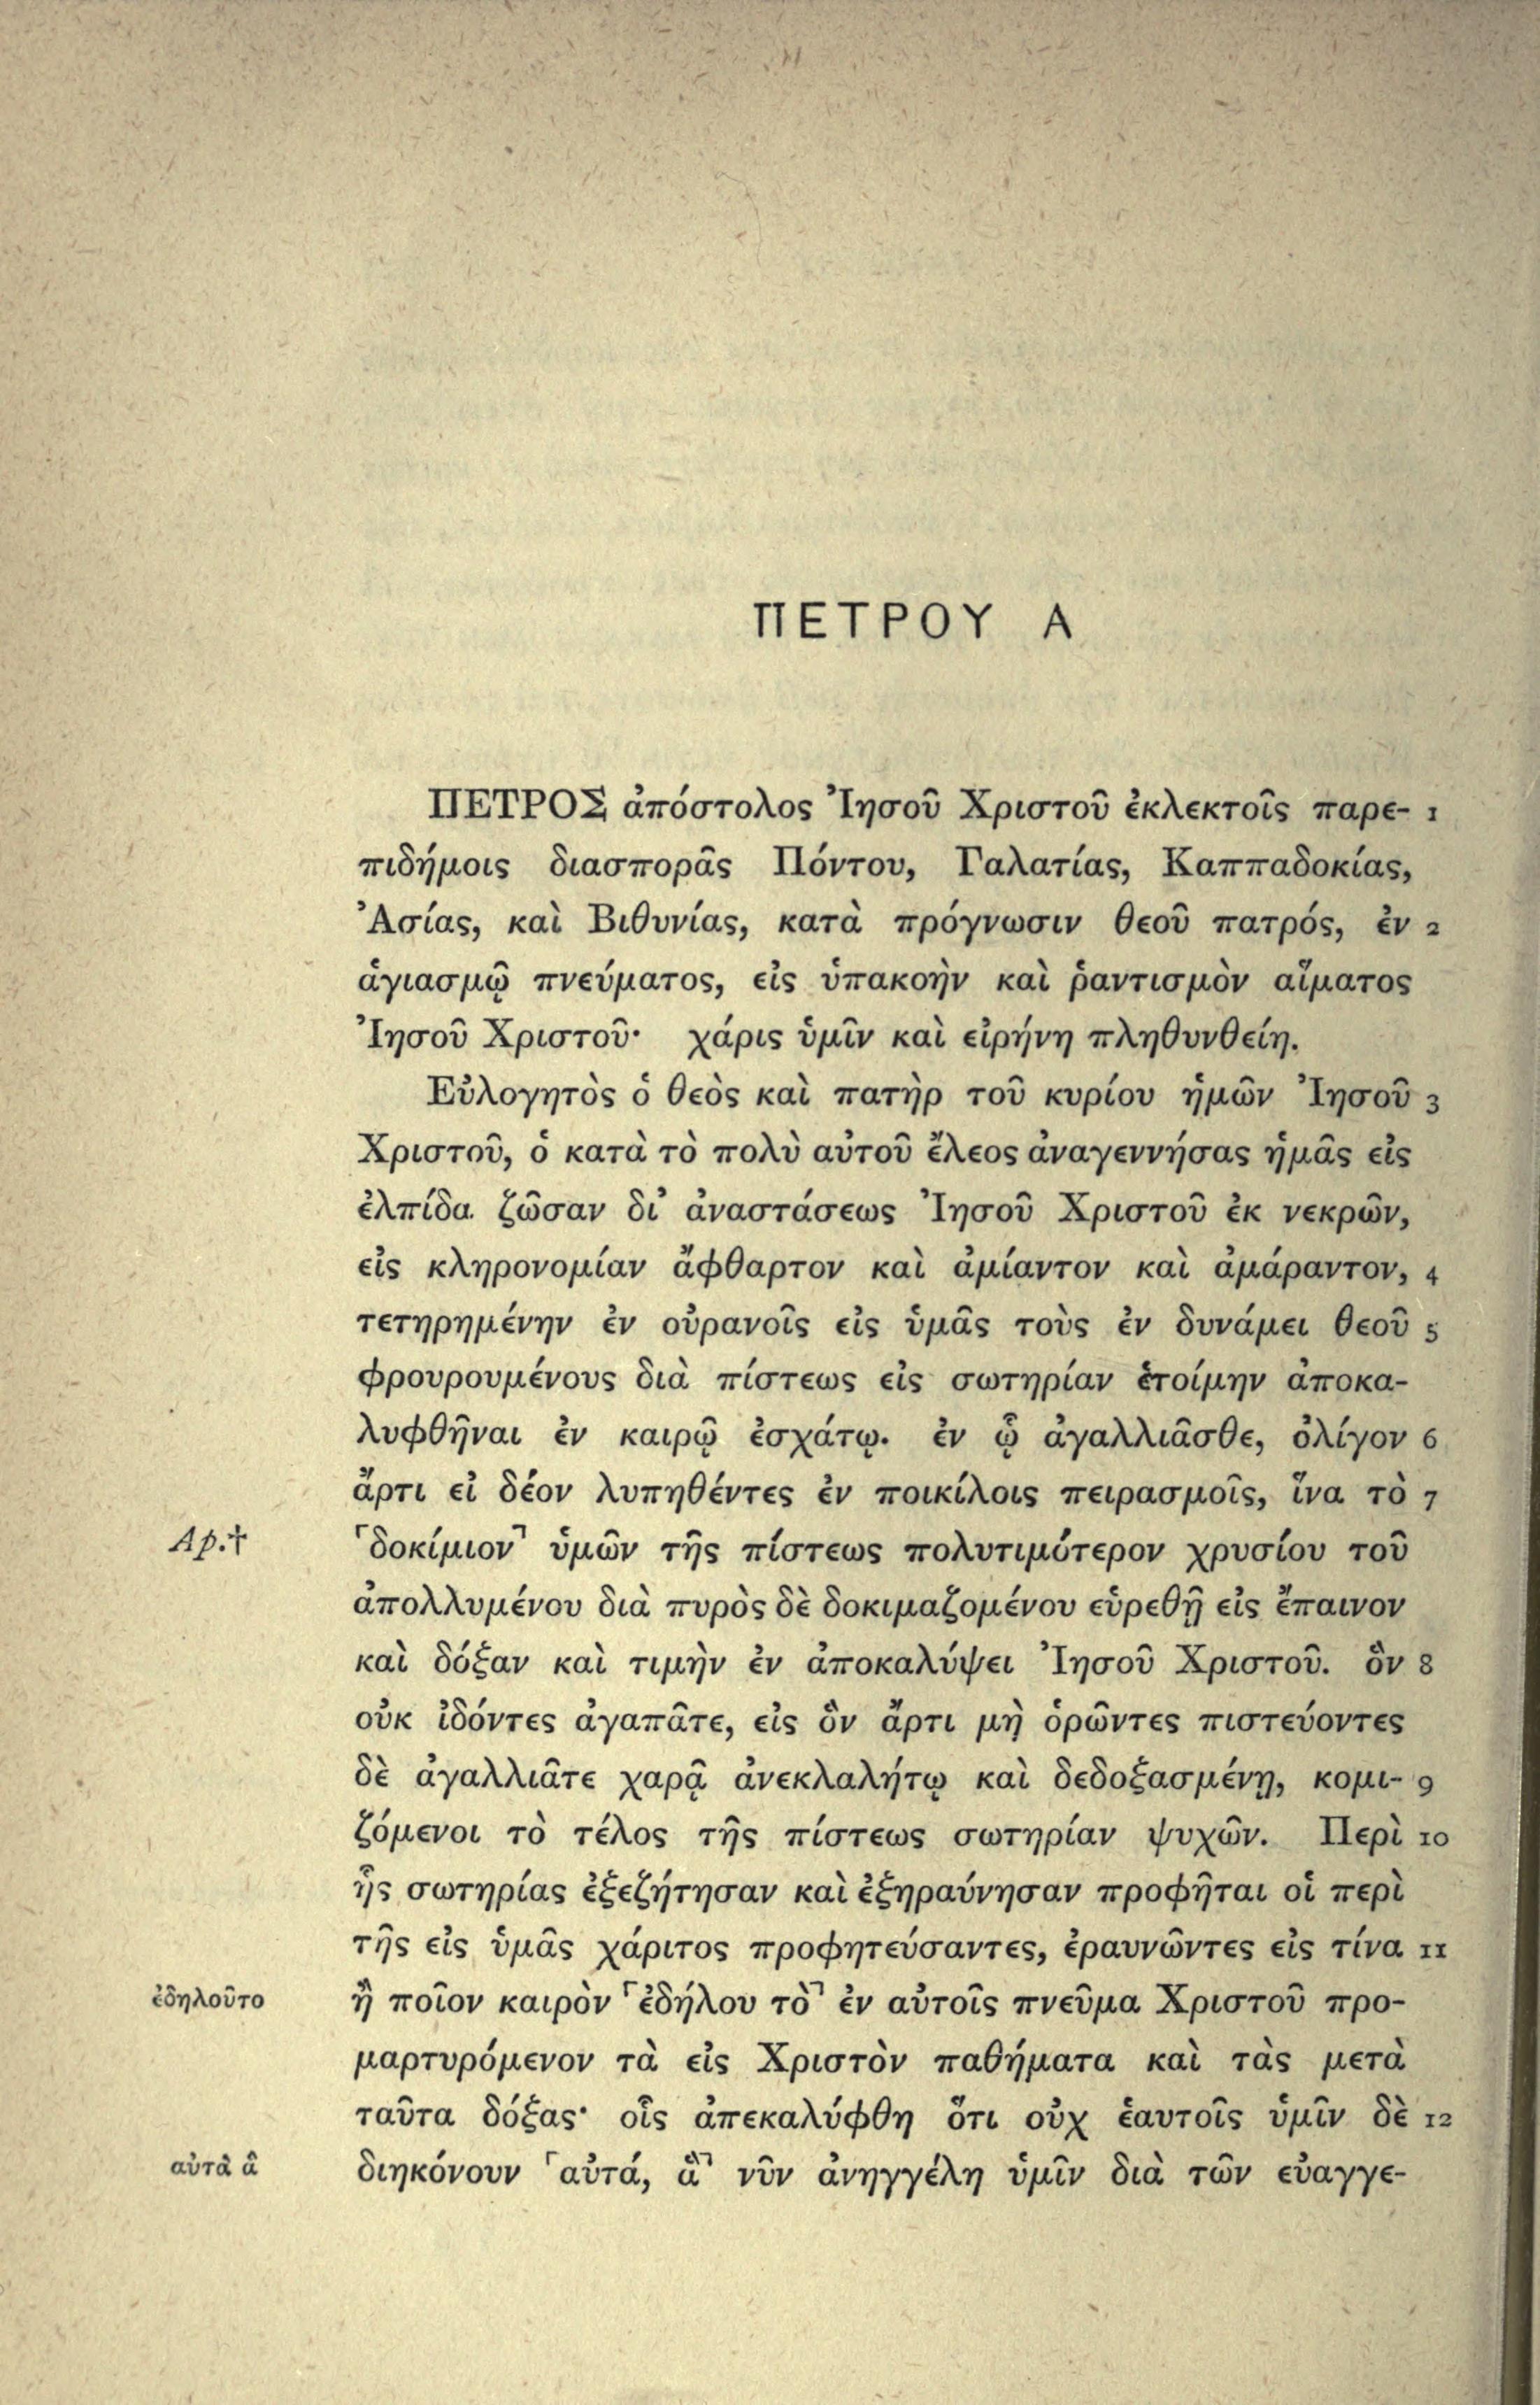 ΠΕΤΡΟΥ Α
ΠΕΤΡΟΣ ἀπόστολος Ἰησοῦ Χριστοῦ ἐκλεκτοῖς παρε- 1
πιδήμοις διασπορᾶς Πόντου, Γαλατίας, Καππαδοκίας,
Ἀσίας, καὶ Βιθυνίας, κατὰ πρόγνωσιν θεοῦ πατρός, ἐν 2
ἁγιασμῷ πνεύματος, εἰς ὑπακοὴν καὶ ῥαντισμὸν αἵματος
Ἰησοῦ Χριστοῦ· χάρις ὑμῖν καὶ εἰρήνη πληθυνθείη.
Εὐλογητὸς ὁ θεὸς καὶ πατὴρ τοῦ κυρίου ἡμῶν Ἰησοῦ 3
Χριστοῦ, ὁ κατὰ τὸ πολὺ αὐτοῦ ἔλεος ἀναγεννήσας ἡμᾶς εἰς
ἐλπίδα ζῶσαν δι' ἀναστάσεως Ἰησοῦ Χριστοῦ ἐκ νεκρῶν,
εἰς κληρονομίαν ἄφθαρτον καὶ ἀμίαντον καὶ ἀμάραντον, 4
τετηρημένην ἐν οὐρανοῖς εἰς ὑμᾶς τοὺς ἐν δυνάμει θεοῦ 5
φρουρουμένους διὰ πίστεως εἰς σωτηρίαν ἑτοίμην ἀποκα-
λυφθῆναι ἐν καιρῷ ἐσχάτῳ. ἐν ᾧ ἀγαλλιᾶσθε, ὀλίγον 6
ἄρτι εἰ δέον λυπηθέντες ἐν ποικίλοις πειρασμοῖς, ἵνα τὸ 7
Ap.† ⸢δοκίμιον⸣ ὑμῶν τῆς πίστεως πολυτιμότερον χρυσίου τοῦ
ἀπολλυμένου διὰ πυρὸς δὲ δοκιμαζομένου εὑρεθῇ εἰς ἔπαινον
καὶ δόξαν καὶ τιμὴν ἐν ἀποκαλύψει Ἰησοῦ Χριστοῦ. ὃν 8
οὐκ ἰδόντες ἀγαπᾶτε, εἰς ὃν ἄρτι μὴ ὁρῶντες πιστεύοντες
δὲ ἀγαλλιᾶτε χαρᾷ ἀνεκλαλήτῳ καὶ δεδοξασμένῃ, κομι- 9
ζόμενοι τὸ τέλος τῆς πίστεως σωτηρίαν ψυχῶν. Περὶ 10
ἧς σωτηρίας ἐξεζήτησαν καὶ ἐξηραύνησαν προφῆται οἱ περὶ
τῆς εἰς ὑμᾶς χάριτος προφητεύσαντες, ἐραυνῶντες εἰς τίνα 11
ἐδηλοῦτο ἢ ποῖον καιρὸν ⸢ἐδήλου τὸ⸣ ἐν αὐτοῖς πνεῦμα Χριστοῦ προ-
μαρτυρόμενον τὰ εἰς Χριστὸν παθήματα καὶ τὰς μετὰ
ταῦτα δόξας· οἷς ἀπεκαλύφθη ὅτι οὐχ ἑαυτοῖς ὑμῖν δὲ 12
αὐτὰ ἃ διηκόνουν ⸢αὐτά, ἃ⸣ νῦν ἀνηγγέλη ὑμῖν διὰ τῶν εὐαγγε-